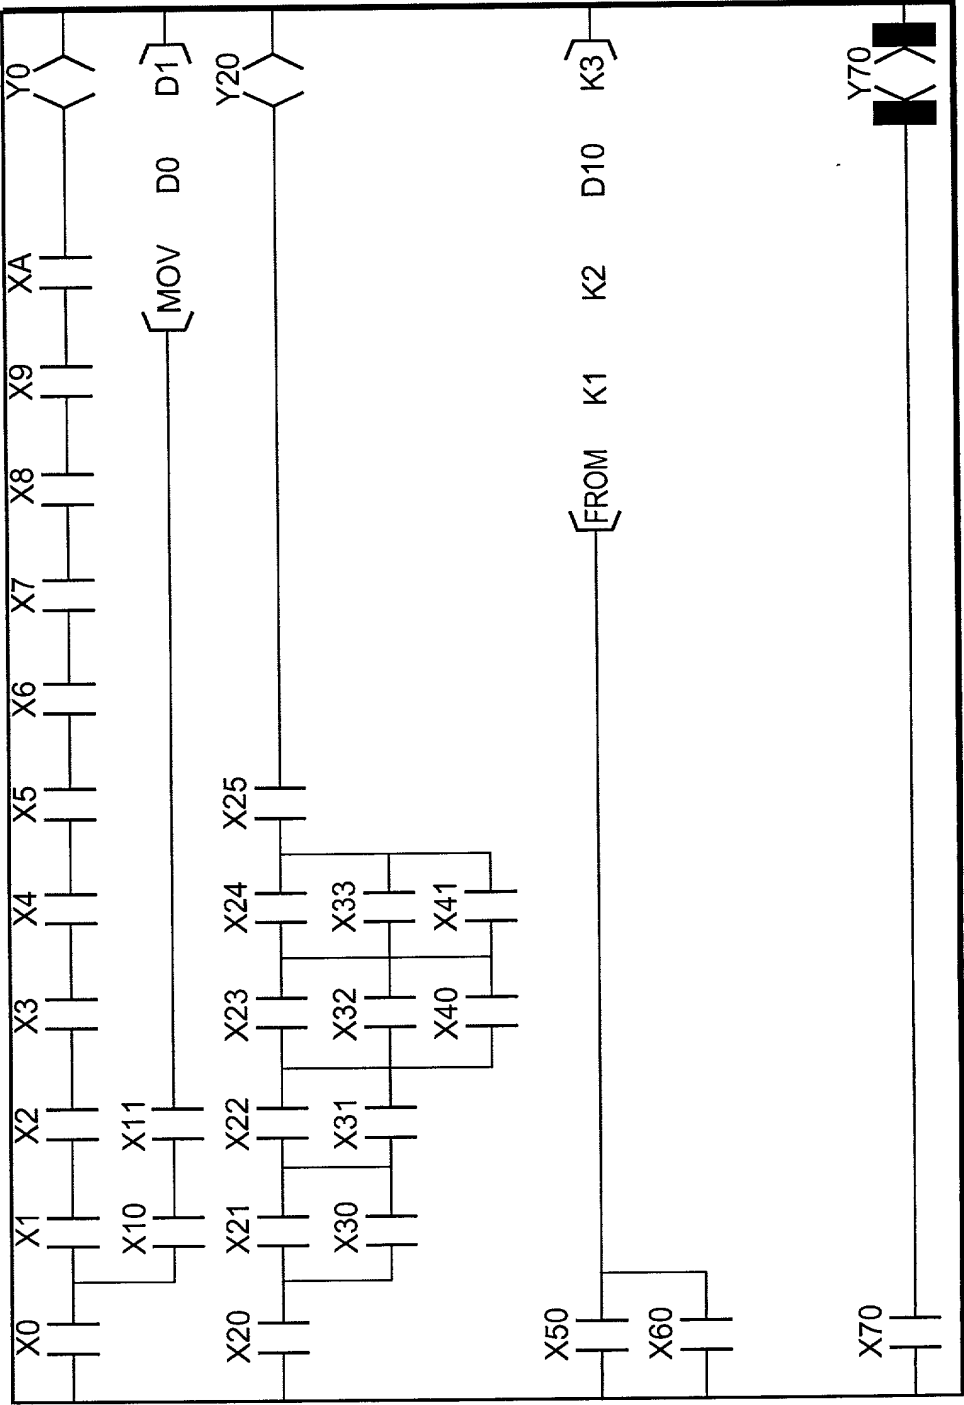 X0 X1 X2 X3 X4 X5 X6 X7 X8 X9 XA Y0
X10 X11 MOV D0 D1
X20 X21 X22 X23 X24 X25 Y20
X30 X31 X32 X33
X40 X41
X50 FROM K1 K2 D10 K3
X60
X70 Y70